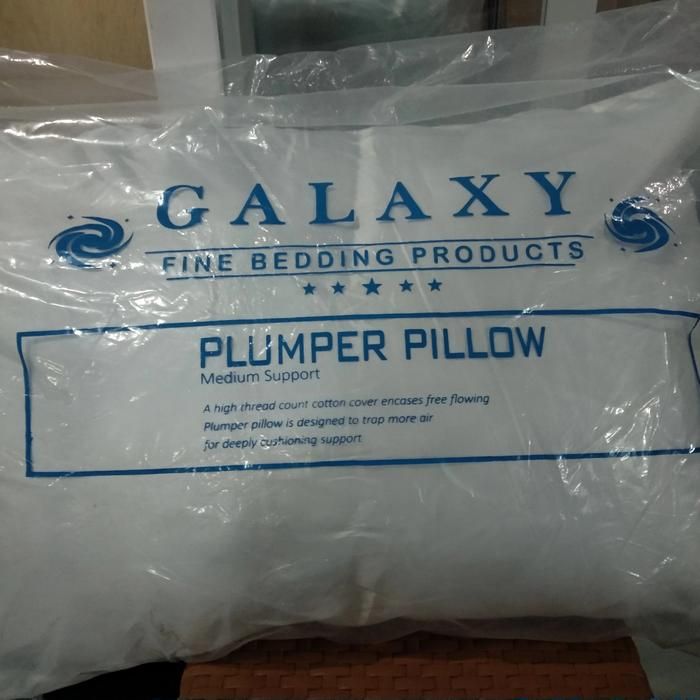 GALAXY
FINE BEDDING PRODUCTS
PLUMPER PILLOW
Medium Support
A high thread count cotton cover encases free flowing
Plumper pillow is designed to trap more air
for deeply cushioning support